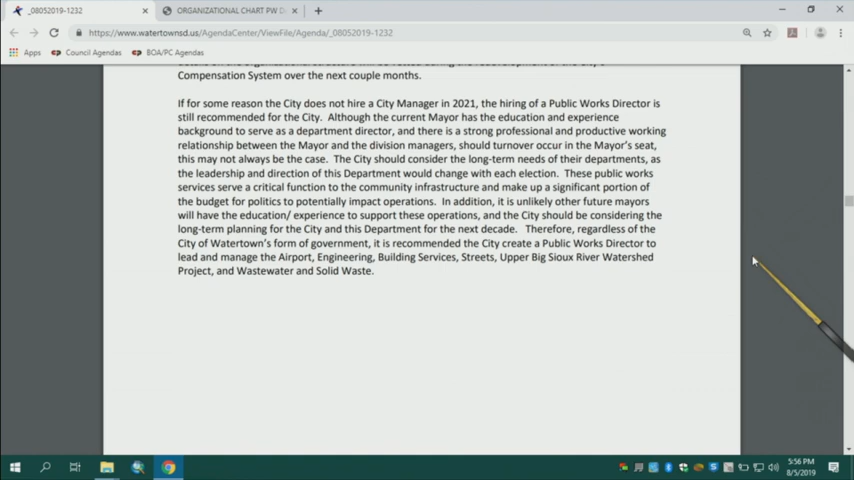 _08052019-1232
ORGANIZATIONAL CHART PW D
https://www.watertownsd.us/AgendaCenter/ViewFile/Agenda/_08052019-1232
Apps
Council Agendas
BOA/PC Agendas
Compensation System over the next couple months.
If for some reason the City does not hire a City Manager in 2021, the hiring of a Public Works Director is
still recommended for the City. Although the current Mayor has the education and experience
background to serve as a department director, and there is a strong professional and productive working
relationship between the Mayor and the division managers, should turnover occur in the Mayor's seat,
this may not always be the case. The City should consider the long-term needs of their departments, as
the leadership and direction of this Department would change with each election. These public works
services serve a critical function to the community infrastructure and make up a significant portion of
the budget for politics to potentially impact operations. In addition, it is unlikely other future mayors
will have the education/ experience to support these operations, and the City should be considering the
long-term planning for the City and this Department for the next decade. Therefore, regardless of the
City of Watertown's form of government, it is recommended the City create a Public Works Director to
lead and manage the Airport, Engineering, Building Services, Streets, Upper Big Sioux River Watershed
Project, and Wastewater and Solid Waste.
5:56 PM
8/5/2019